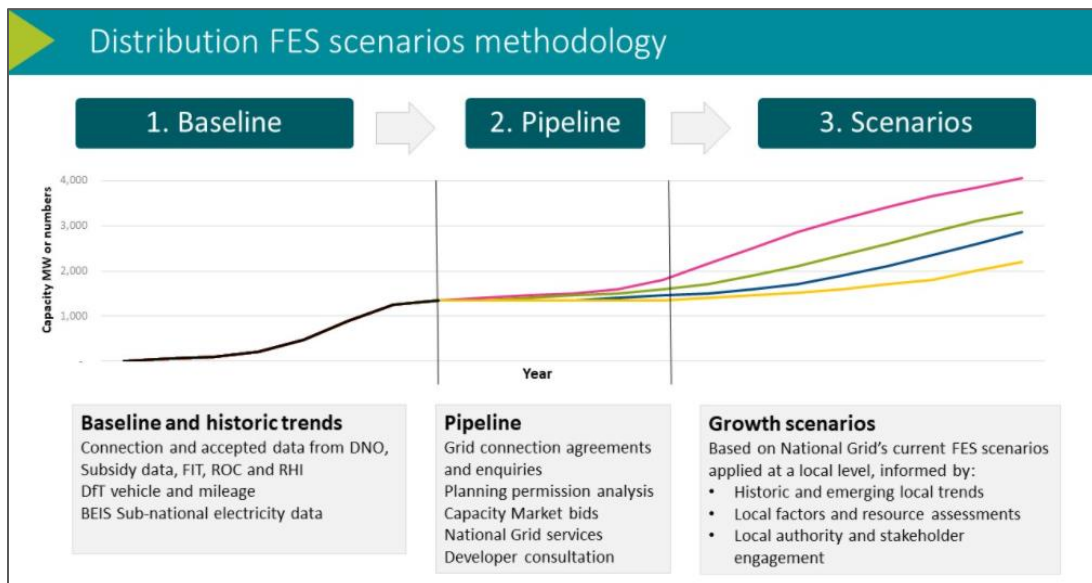 Distribution FES scenarios methodology
1. Baseline
2. Pipeline
3. Scenarios
Capacity MW or numbers
4,000
3,000
2,000
1,000
-
Year
Baseline and historic trends
Connection and accepted data from DNO,
Subsidy data, FIT, ROC and RHI
DfT vehicle and mileage
BEIS Sub-national electricity data
Pipeline
Grid connection agreements
and enquiries
Planning permission analysis
Capacity Market bids
National Grid services
Developer consultation
Growth scenarios
Based on National Grid’s current FES scenarios
applied at a local level, informed by:
• Historic and emerging local trends
• Local factors and resource assessments
• Local authority and stakeholder
engagement